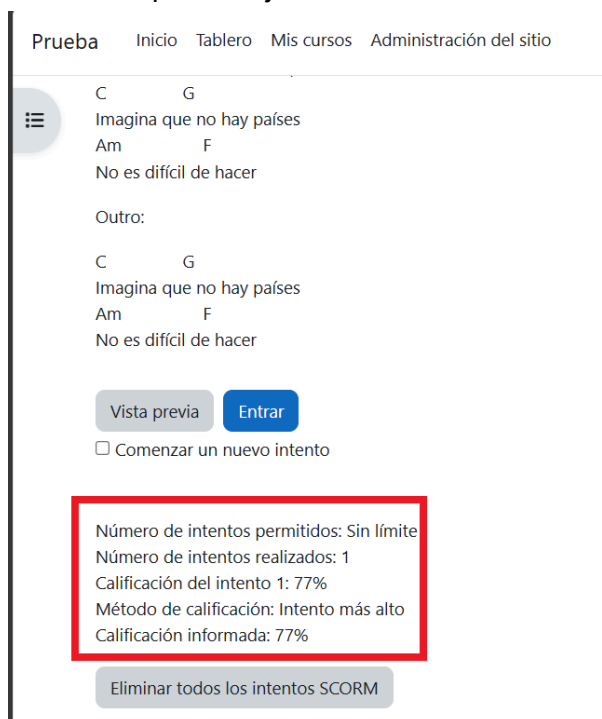 Prueba Inicio Tablero Mis cursos Administración del sitio
C G
Imagina que no hay países
Am F
No es difícil de hacer
Outro:
C G
Imagina que no hay países
Am F
No es difícil de hacer
Vista previa Entrar
Comenzar un nuevo intento
Número de intentos permitidos: Sin límite
Número de intentos realizados: 1
Calificación del intento 1: 77%
Método de calificación: Intento más alto
Calificación informada: 77%
Eliminar todos los intentos SCORM